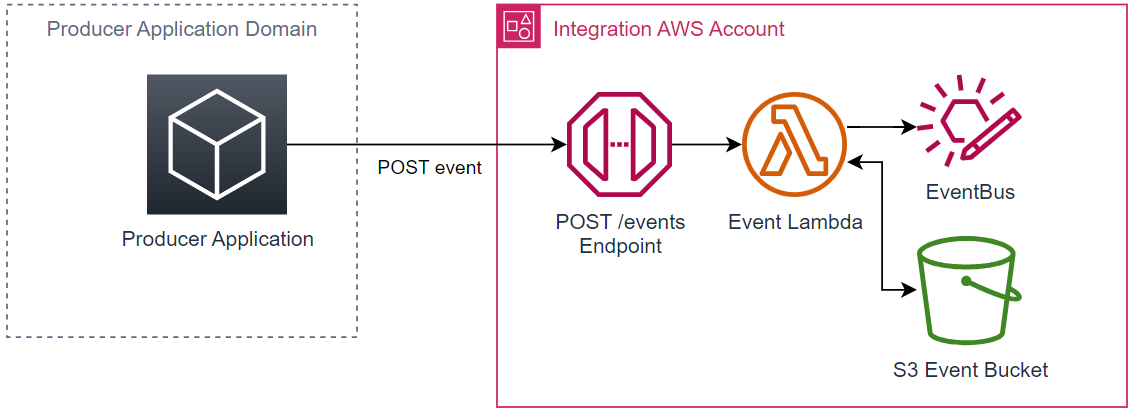 Producer Application Domain
Integration AWS Account
POST event
Producer Application
POST /events
Endpoint
Event Lambda
EventBus
S3 Event Bucket